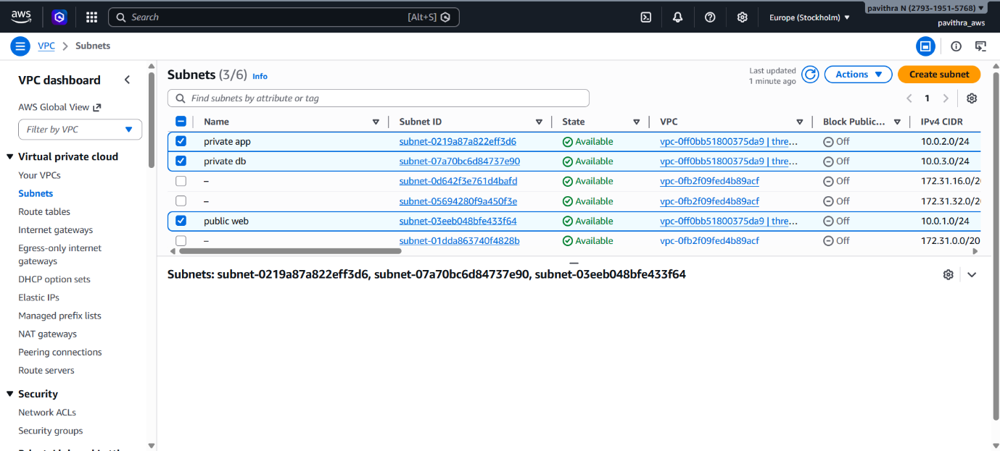 aws
Search [Alt+S]
Europe (Stockholm)
pavithra N (2793-1951-5768)
pavithra_aws
VPC
Subnets
VPC dashboard
AWS Global View
Filter by VPC
Virtual private cloud
Your VPCs
Subnets
Route tables
Internet gateways
Egress-only internet
gateways
DHCP option sets
Elastic IPs
Managed prefix lists
NAT gateways
Peering connections
Route servers
Security
Network ACLs
Security groups
Subnets (3/6) Info
Last updated
1 minute ago
Actions
Create subnet
Find subnets by attribute or tag
1
Name Subnet ID State VPC Block Public... IPv4 CIDR
private app subnet-0219a87a822eff3d6 Available vpc-0ff0bb51800375da9 | thre... Off 10.0.2.0/24
private db subnet-07a70bc6d84737e90 Available vpc-0ff0bb51800375da9 | thre... Off 10.0.3.0/24
– subnet-0d642f3e761d4bafd Available vpc-0fb2f09fed4b89acf Off 172.31.16.0/2
– subnet-05694280f9a450f3e Available vpc-0fb2f09fed4b89acf Off 172.31.32.0/2
public web subnet-03eeb048bfe433f64 Available vpc-0ff0bb51800375da9 | thre... Off 10.0.1.0/24
– subnet-01dda863740f4828b Available vpc-0fb2f09fed4b89acf Off 172.31.0.0/20
Subnets: subnet-0219a87a822eff3d6, subnet-07a70bc6d84737e90, subnet-03eeb048bfe433f64